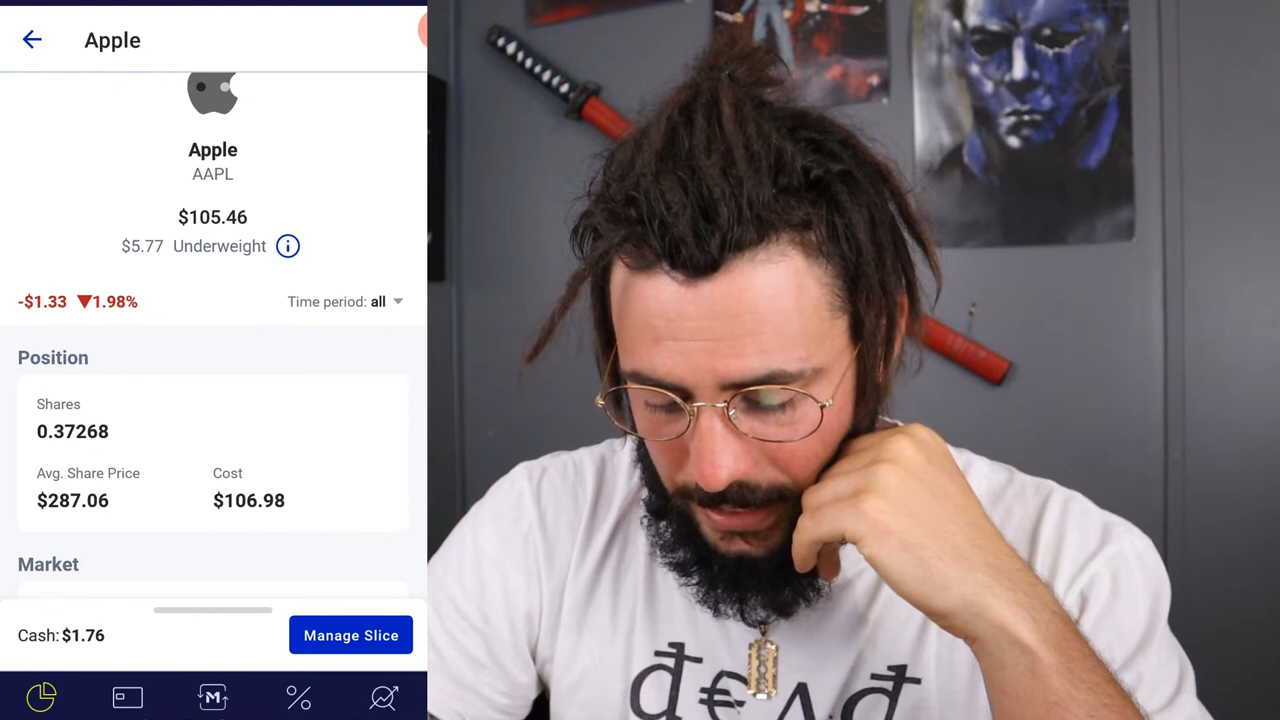 Apple
Apple
AAPL
$105.46
$5.77 Underweight
-$1.33 ▼1.98% Time period: all
Position
Shares
0.37268
Avg. Share Price Cost
$287.06 $106.98
Market
Cash: $1.76 Manage Slice
M %
đ€Ad